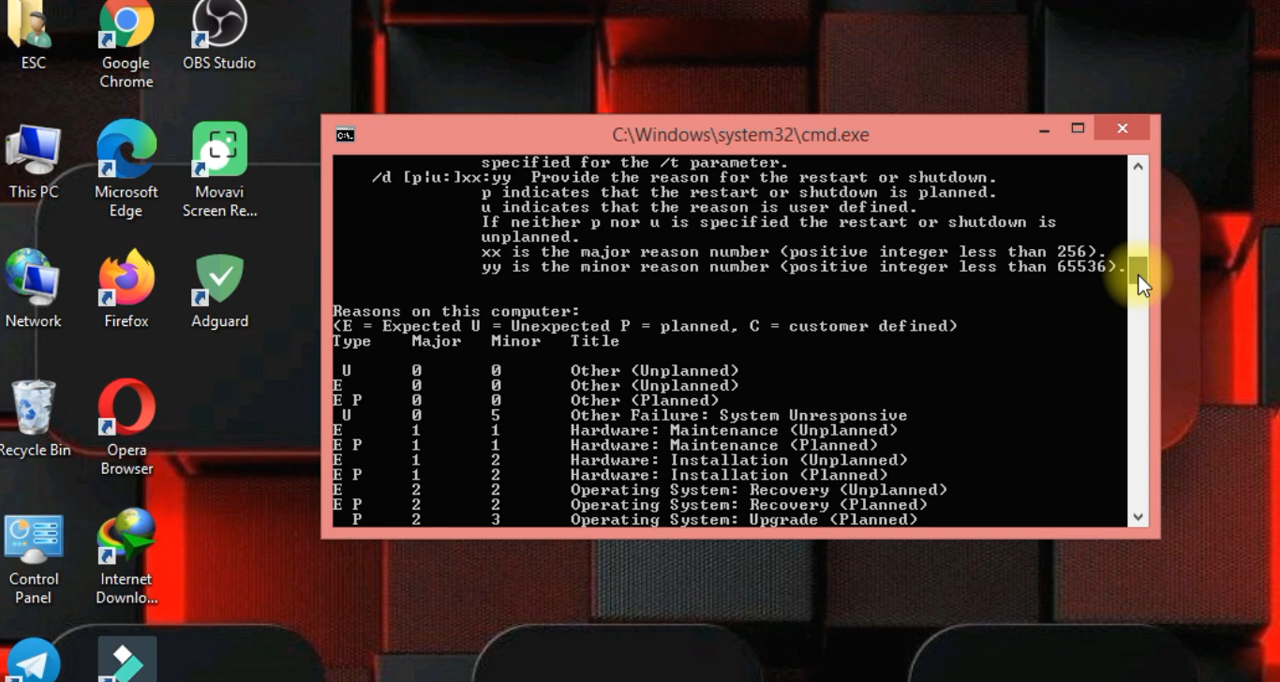 ESC
Google
Chrome
OBS Studio
This PC
Microsoft
Edge
Movavi
Screen Re...
Network
Firefox
Adguard
Recycle Bin
Opera
Browser
Control
Panel
Internet
Downlo...
C:\Windows\system32\cmd.exe
specified for the /t parameter.
/d [p|u:]xx:yy  Provide the reason for the restart or shutdown.
p indicates that the restart or shutdown is planned.
u indicates that the reason is user defined.
If neither p nor u is specified the restart or shutdown is
unplanned.
xx is the major reason number (positive integer less than 256).
yy is the minor reason number (positive integer less than 65536).
Reasons on this computer:
(E = Expected U = Unexpected P = planned, C = customer defined)
Type Major Minor Title
U 0 0 Other (Unplanned)
E 0 0 Other (Unplanned)
E P 0 0 Other (Planned)
U 0 5 Other Failure: System Unresponsive
E 1 1 Hardware: Maintenance (Unplanned)
E P 1 1 Hardware: Maintenance (Planned)
E 1 2 Hardware: Installation (Unplanned)
E P 1 2 Hardware: Installation (Planned)
E 2 2 Operating System: Recovery (Unplanned)
E P 2 2 Operating System: Recovery (Planned)
P 2 3 Operating System: Upgrade (Planned)